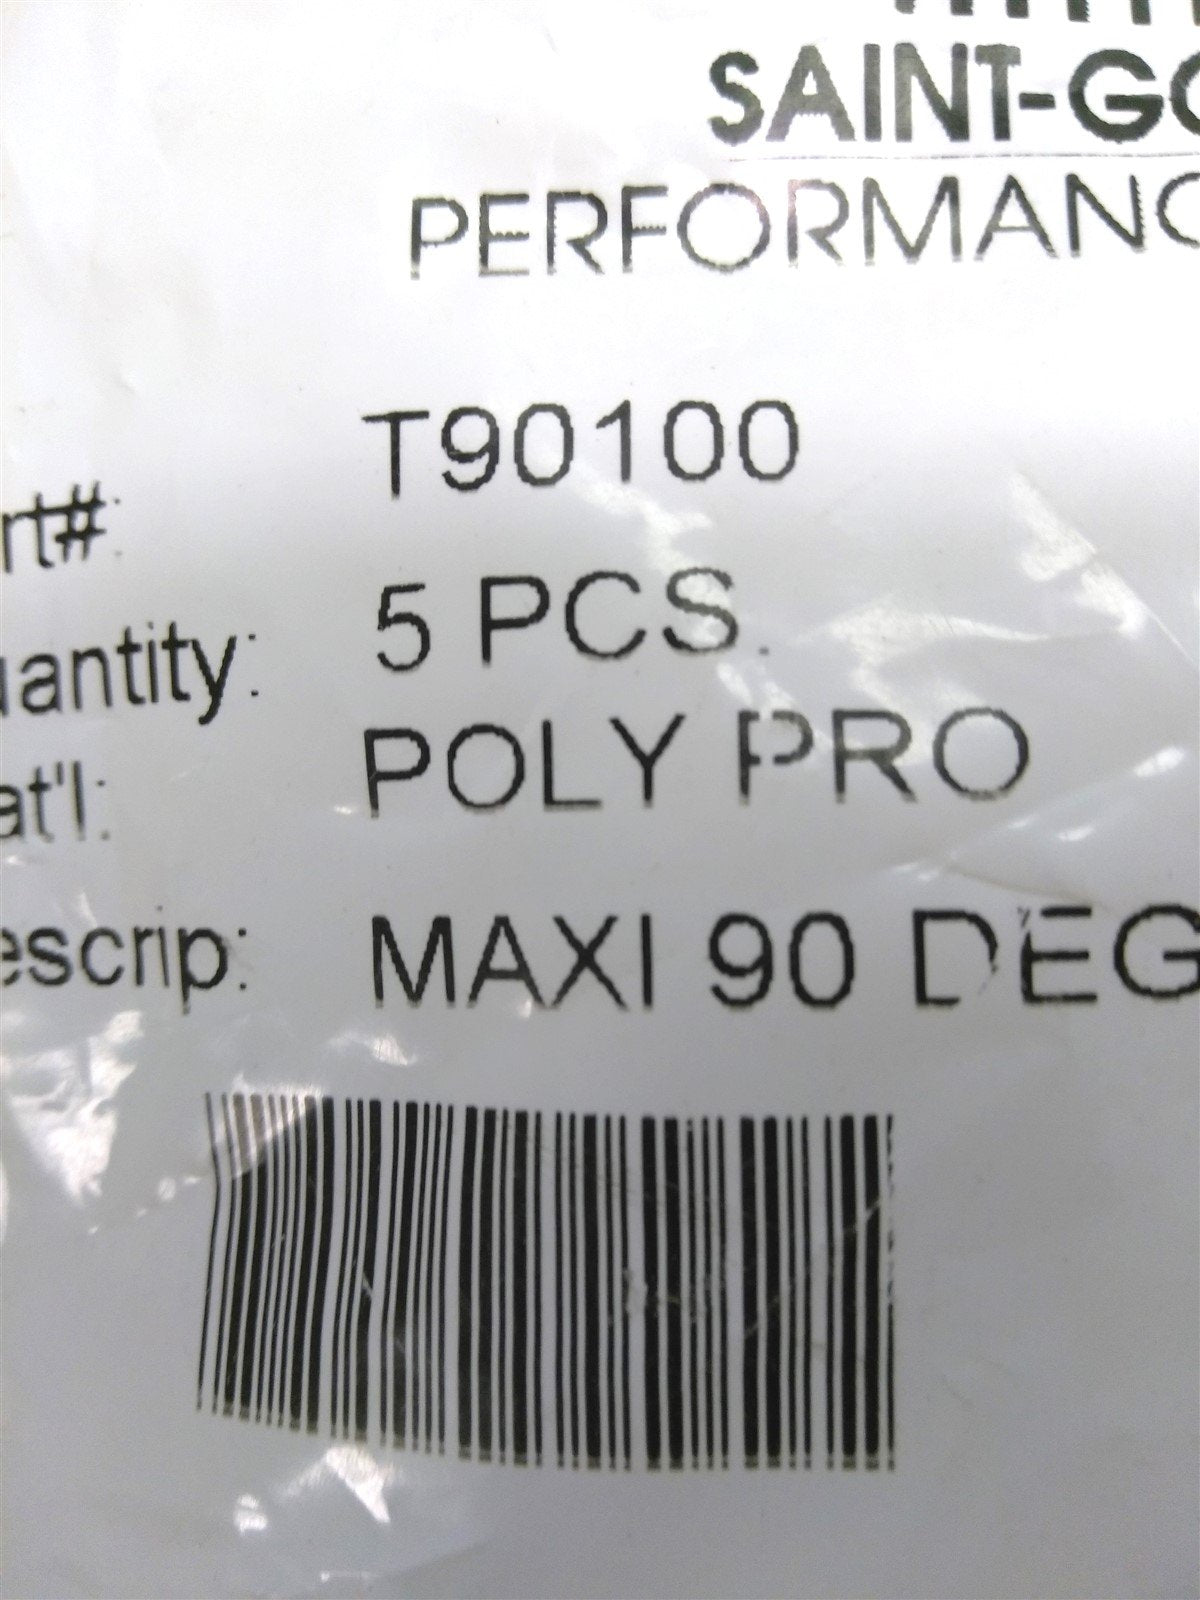 SAINT-GO
PERFORMANC
rt#: T90100
uantity: 5 PCS.
at'l: POLY PRO
escrip: MAXI 90 DEG